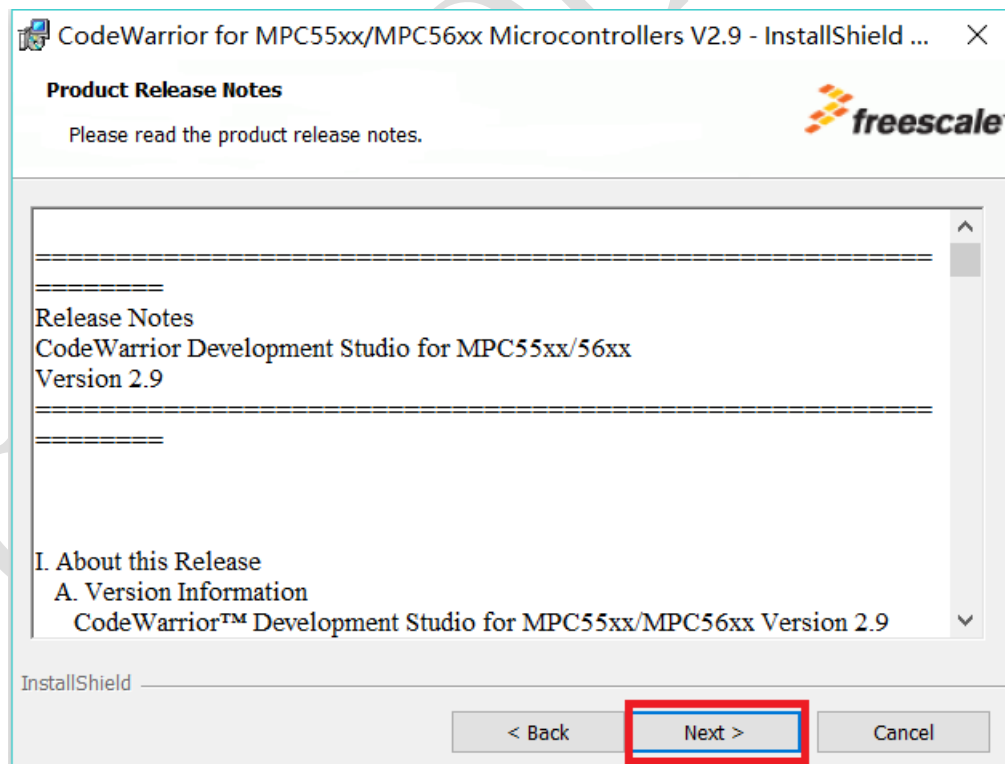 CodeWarrior for MPC55xx/MPC56xx Microcontrollers V2.9 - InstallShield ...
Product Release Notes
Please read the product release notes.
freescale
========================================================
========
Release Notes
CodeWarrior Development Studio for MPC55xx/56xx
Version 2.9
========================================================
========
I. About this Release
A. Version Information
CodeWarrior™ Development Studio for MPC55xx/MPC56xx Version 2.9
InstallShield
< Back
Next >
Cancel